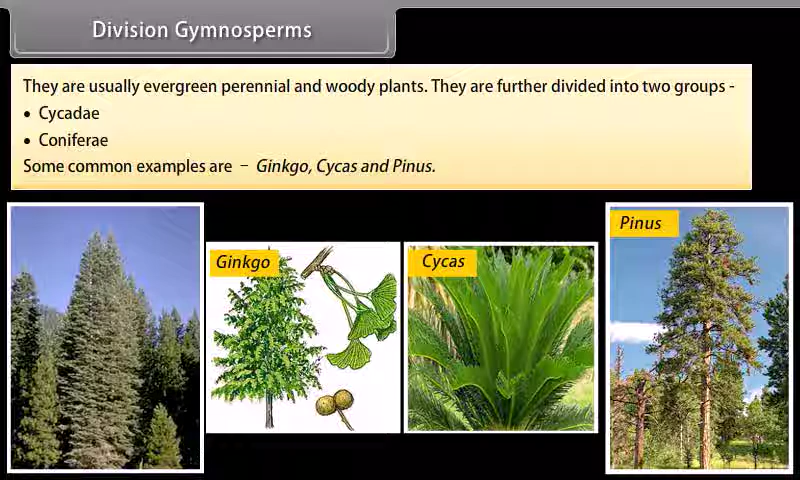 Division Gymnosperms
They are usually evergreen perennial and woody plants. They are further divided into two groups -
• Cycadae
• Coniferae
Some common examples are – Ginkgo, Cycas and Pinus.
Ginkgo
Cycas
Pinus